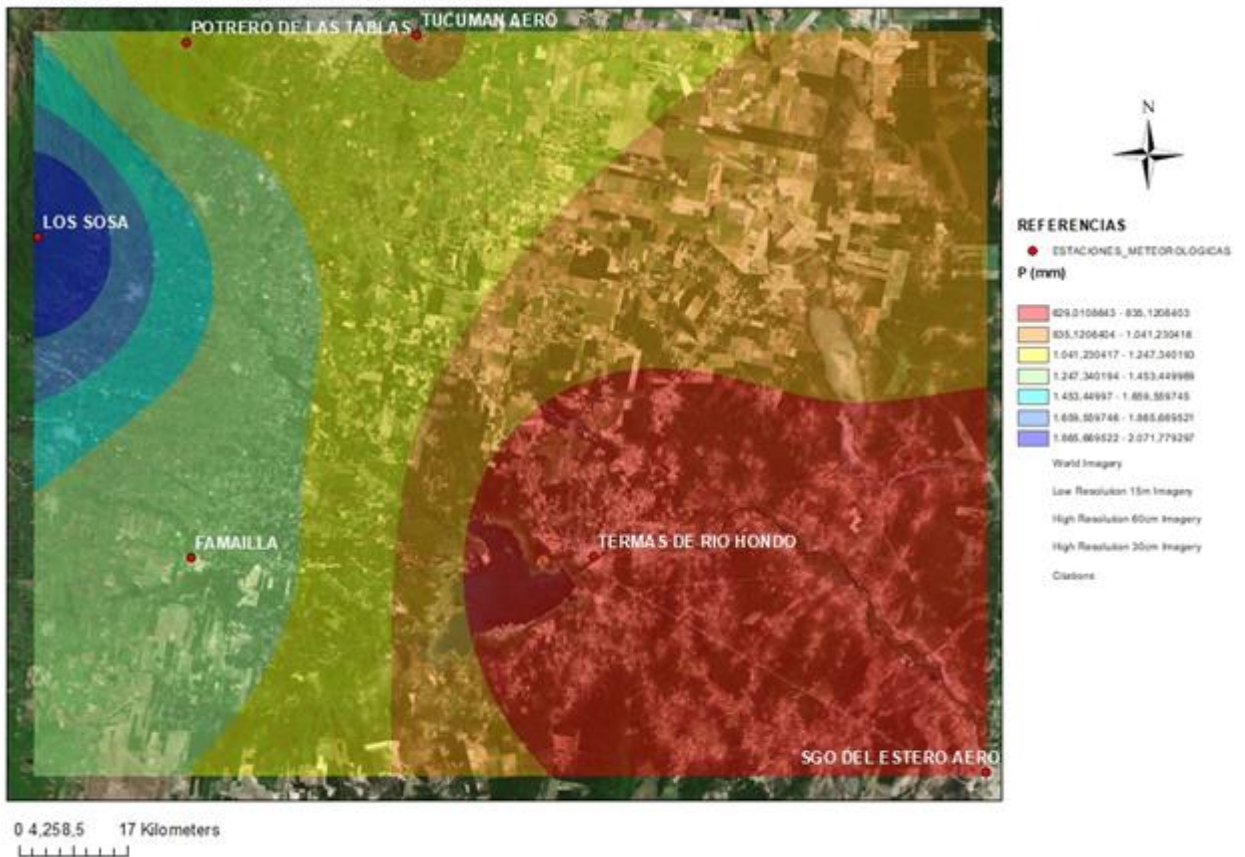 POTRERO DE LAS TABLAS
TUCUMAN AERO
LOS SOSA
FAMAILLA
TERMAS DE RIO HONDO
SGO DEL ESTERO AERO
N
REFERENCIAS
ESTACIONES_METEOROLOGICAS
P (mm)
629,0108643 - 835,1206403
835,1206404 - 1.041,230416
1.041,230417 - 1.247,340193
1.247,340194 - 1.453,449969
1.453,44997 - 1.659,559745
1.659,559746 - 1.865,669521
1.865,669522 - 2.071,779297
World Imagery
Low Resolution 15m Imagery
High Resolution 60cm Imagery
High Resolution 30cm Imagery
Citations
0 4,258,5 17 Kilometers